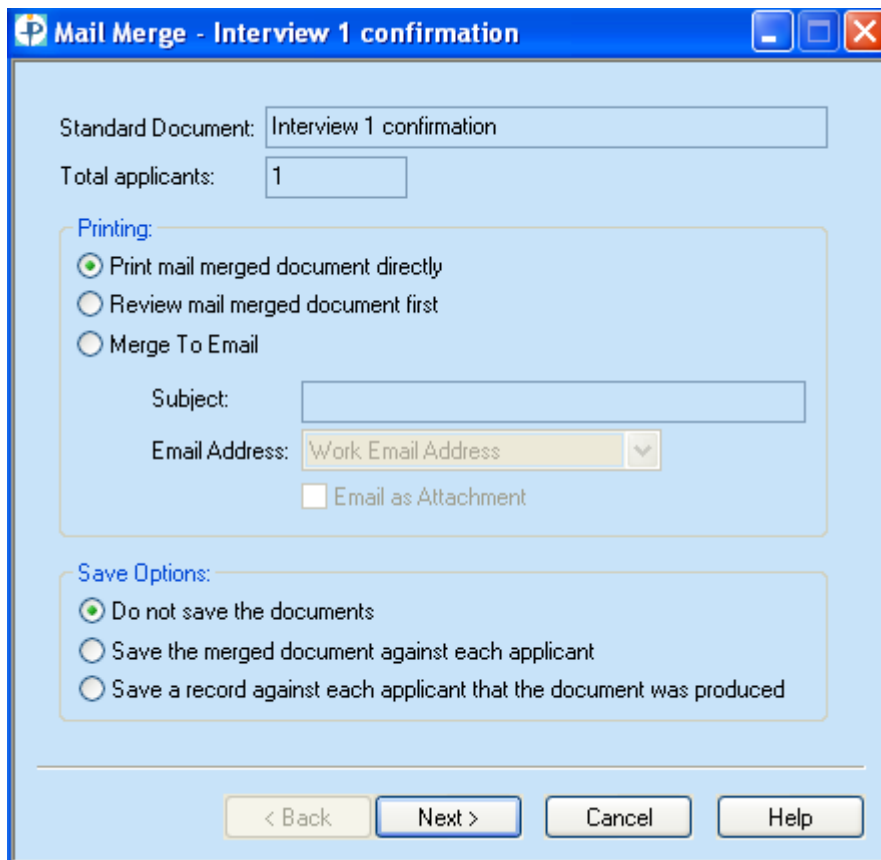 Mail Merge - Interview 1 confirmation
Standard Document: Interview 1 confirmation
Total applicants: 1
Printing:
Print mail merged document directly
Review mail merged document first
Merge To Email
Subject:
Email Address: Work Email Address
Email as Attachment
Save Options:
Do not save the documents
Save the merged document against each applicant
Save a record against each applicant that the document was produced
< Back Next > Cancel Help